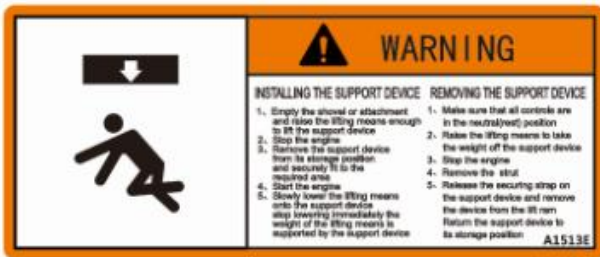 WARNING
INSTALLING THE SUPPORT DEVICE
1、Empty the shovel or attachment
and raise the lifting means enough
to lift the support device
2、Stop the engine
3、Remove the support device
from its storage position
and securely fit to the
required area
4、Start the engine
5、Slowly lower the lifting means
onto the support device
stop lowering immediately the
weight of the lifting means is
supported by the support device
REMOVING THE SUPPORT DEVICE
1、Make sure that all controls are
in the neutral(rest) position
2、Raise the lifting means to take
the weight off the support device
3、Stop the engine
4、Remove the strut
5、Release the securing strap on
the support device and remove
the device from the lift ram
Return the support device to
its storage position
A1513E